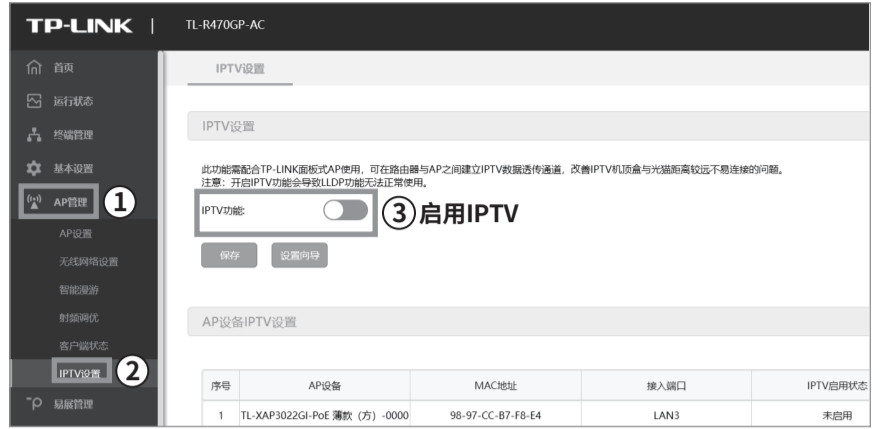 TP-LINK | TL-R470GP-AC
首页
运行状态
终端管理
基本设置
AP管理 ①
AP设置
无线网络设置
智能漫游
射频调优
客户端状态
IPTV设置 ②
易展管理
IPTV设置
IPTV设置
此功能需配合TP-LINK面板式AP使用，可在路由器与AP之间建立IPTV数据透传通道，改善IPTV机顶盒与光猫距离较远不易连接的问题。
注意：开启IPTV功能会导致LLDP功能无法正常使用。
IPTV功能: ③启用IPTV
保存 设置向导
AP设备IPTV设置
序号 AP设备 MAC地址 接入端口 IPTV启用状态
1 TL-XAP3022GI-PoE 薄款（方）-0000 98-97-CC-B7-F8-E4 LAN3 未启用